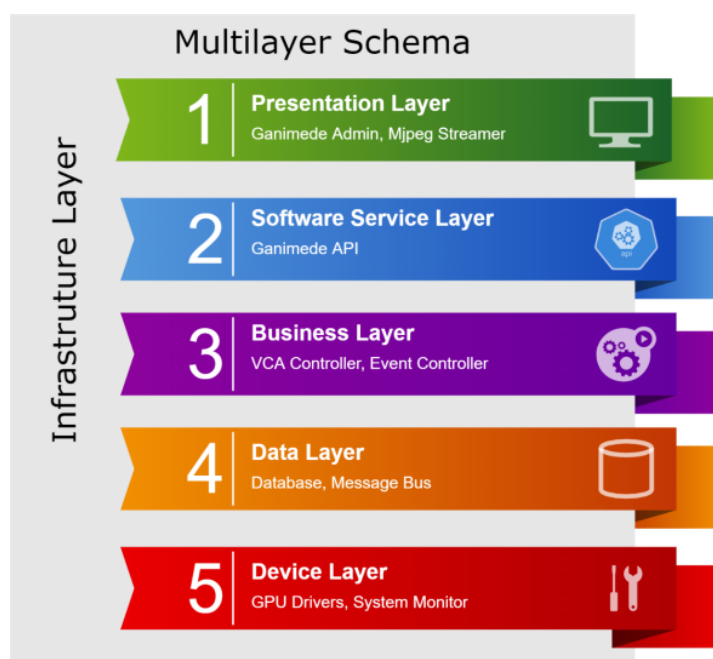 Multilayer Schema
Infrastruture Layer
1
Presentation Layer
Ganimede Admin, Mjpeg Streamer
2
Software Service Layer
Ganimede API
api
3
Business Layer
VCA Controller, Event Controller
4
Data Layer
Database, Message Bus
5
Device Layer
GPU Drivers, System Monitor